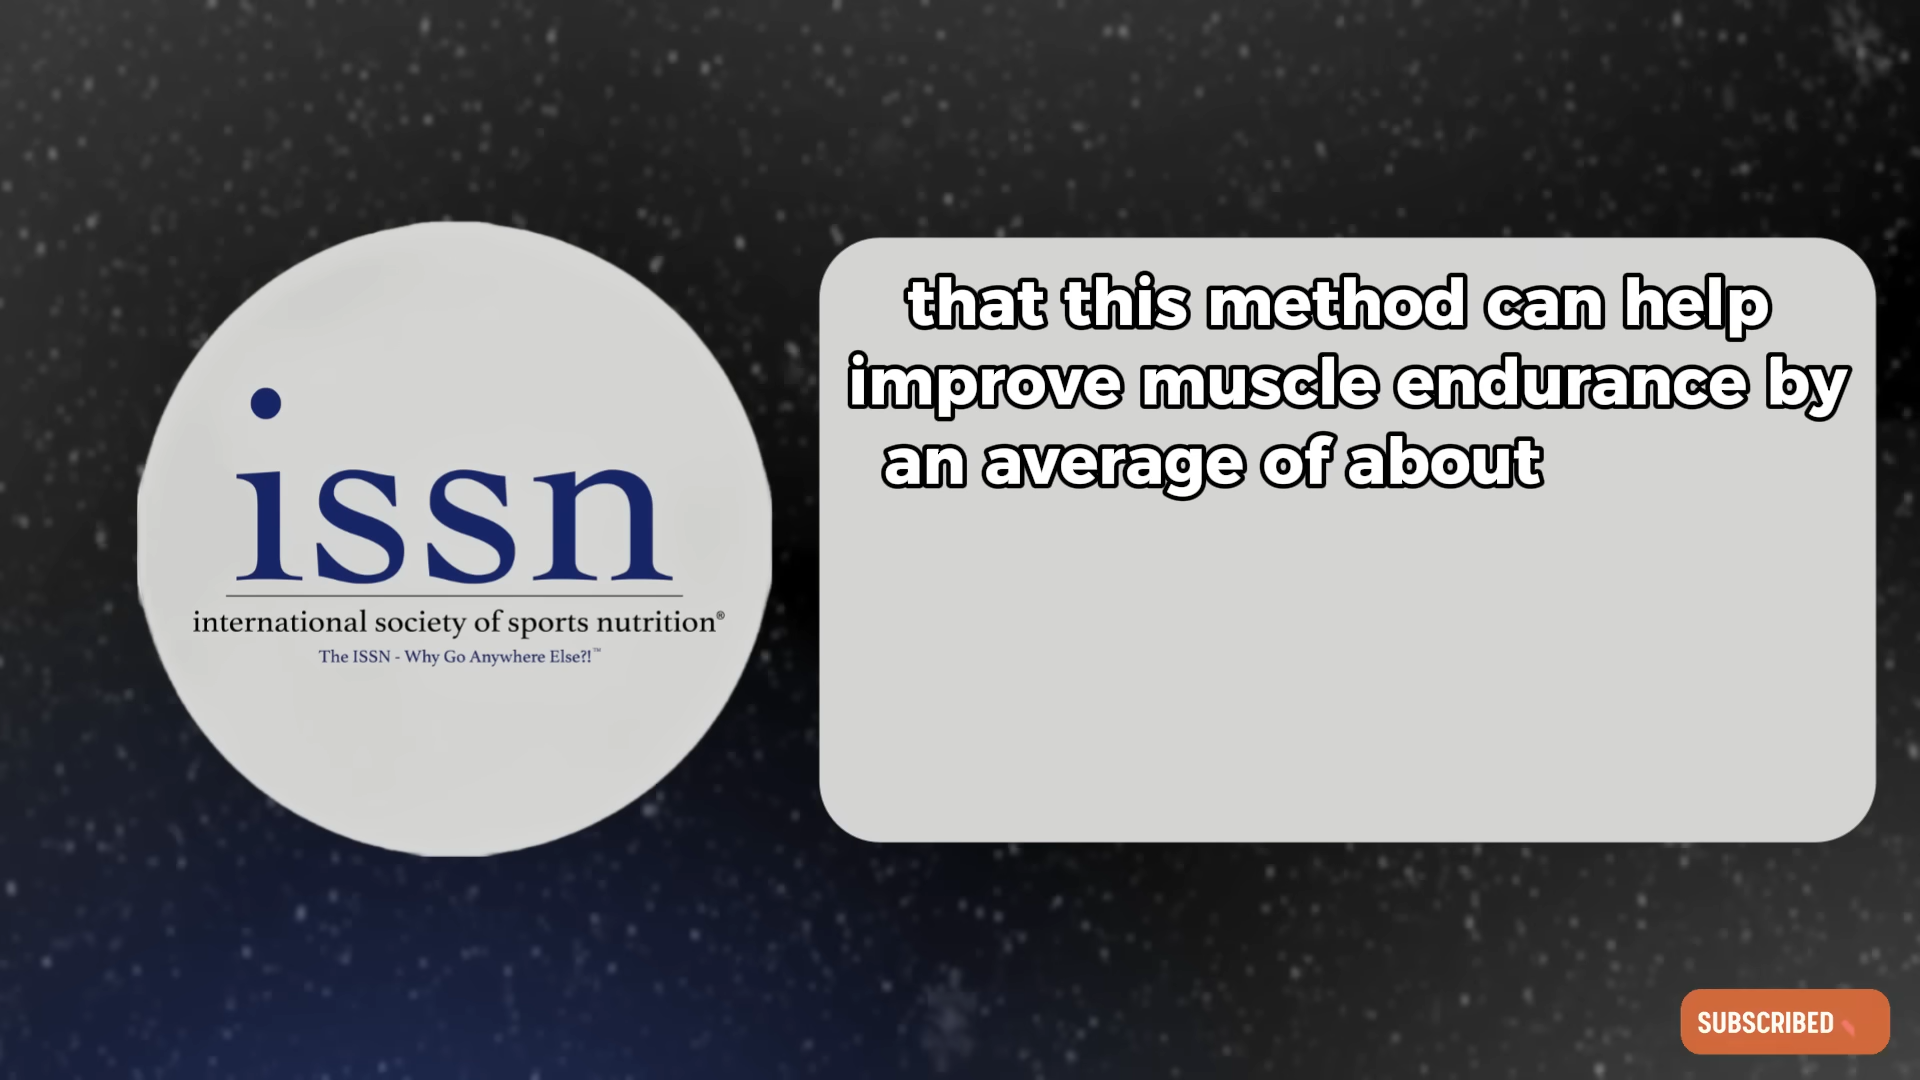 issn
international society of sports nutrition®
The ISSN - Why Go Anywhere Else?!™
that this method can help
improve muscle endurance by
an average of about
SUBSCRIBED